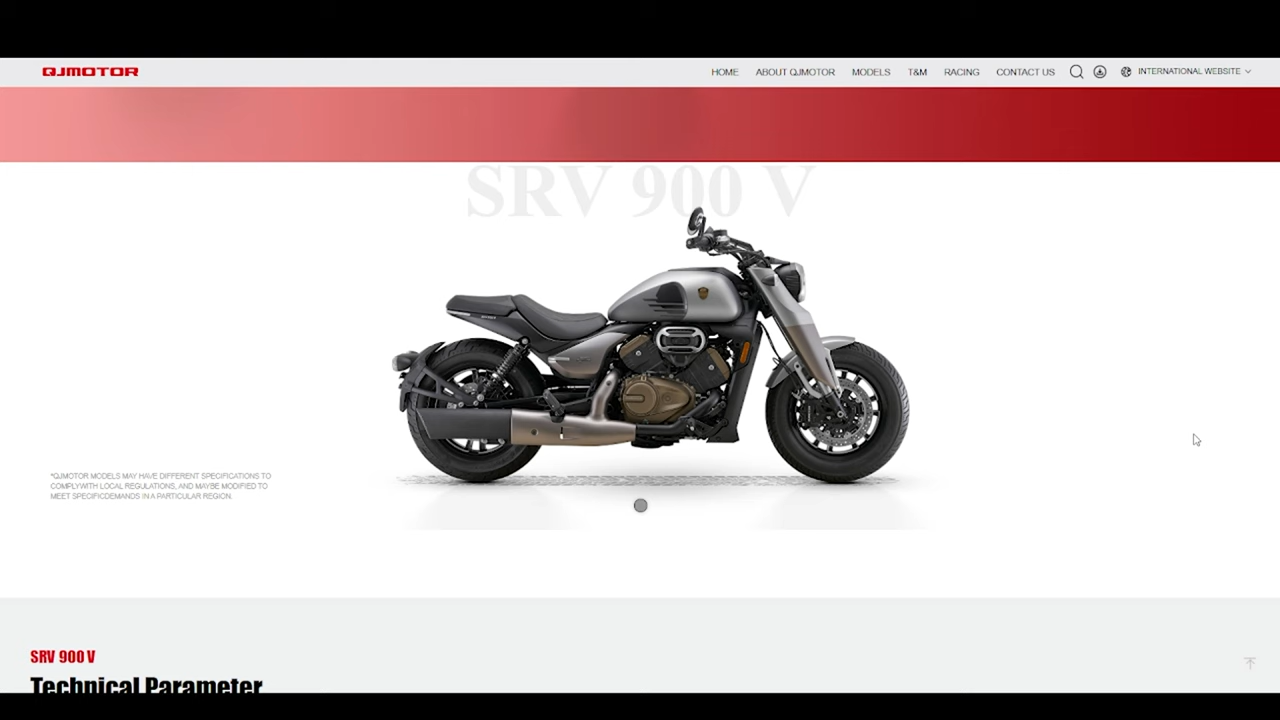 QJMOTOR
HOME ABOUT QJMOTOR MODELS T&M RACING CONTACT US INTERNATIONAL WEBSITE
SRV 900 V
*QJMOTOR MODELS MAY HAVE DIFFERENT SPECIFICATIONS TO
COMPLYWITH LOCAL REGULATIONS, AND MAYBE MODIFIED TO
MEET SPECIFICDEMANDS IN A PARTICULAR REGION.
SRV 900 V
Technical Parameter